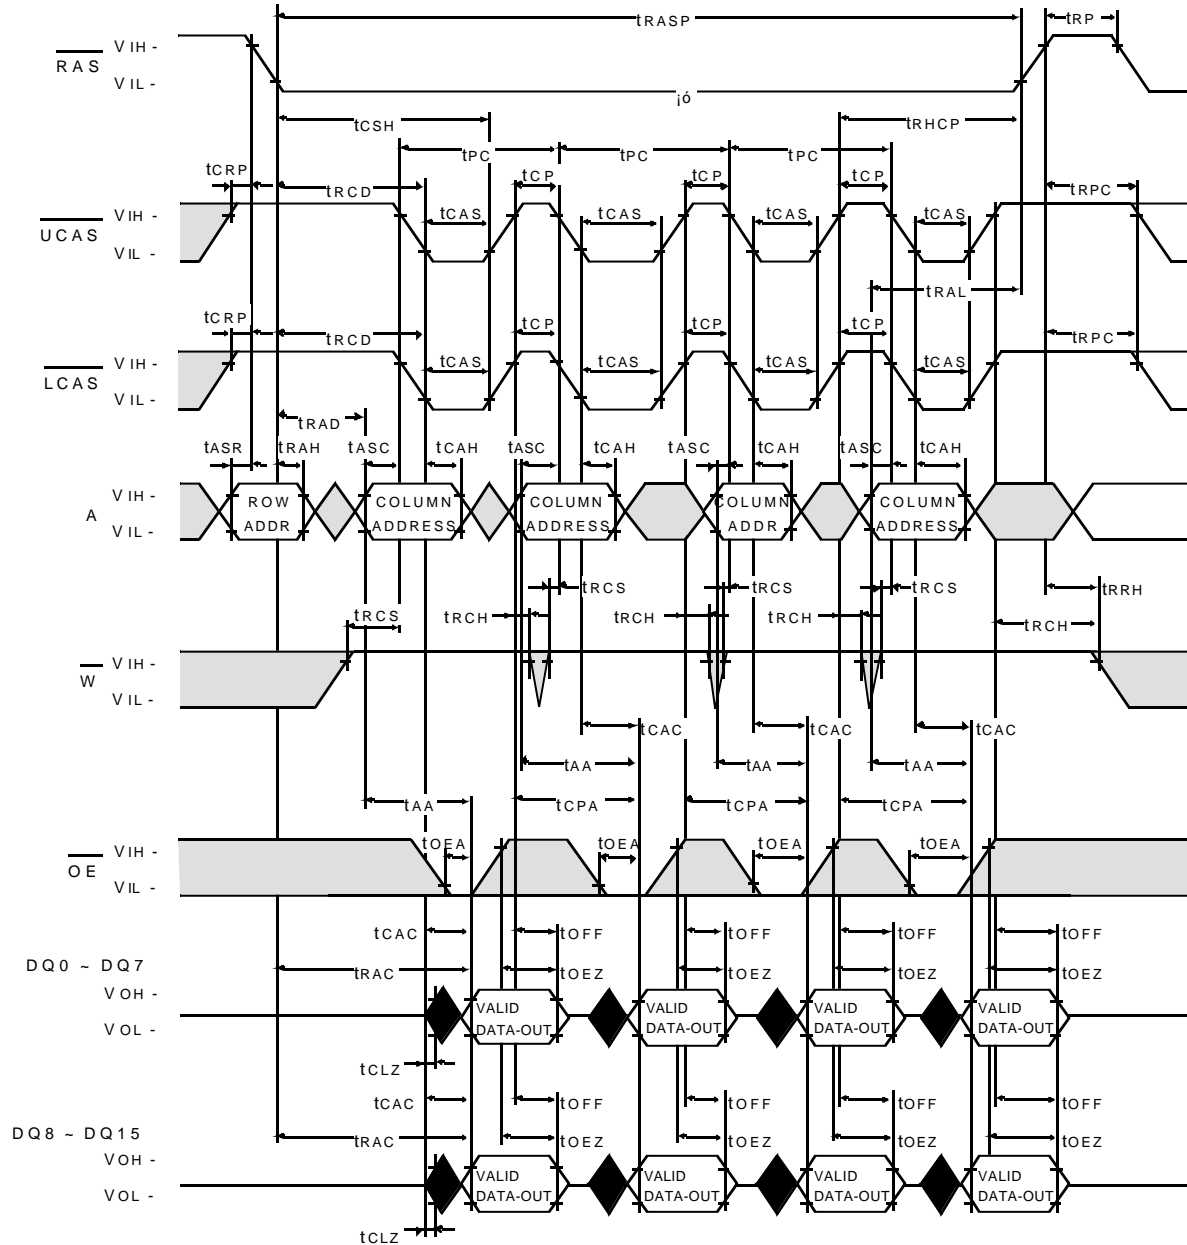 tRASP tRP
VIH -
RAS
VIL -
¡ó
tCSH tRHCP
tPC tPC tPC
tCRP tCP tCP tCP
tRCD tRPC
VIH -
tCAS tCAS tCAS tCAS
UCAS
VIL -
tRAL
tCRP
tRCD tCP tCP tCP tRPC
VIH -
tCAS tCAS tCAS tCAS
LCAS
VIL -
tRAD
tASR tRAH tASC tCAH tASC tCAH tASC tCAH tASC tCAH
VIH -
ROW COLUMN COLUMN COLUMN COLUMN
A
ADDR ADDRESS ADDRESS ADDR ADDRESS
VIL -
tRCS tRCS tRCS tRRH
tRCS tRCH tRCH tRCH tRCH
VIH -
W
VIL -
tCAC tCAC tCAC
tAA tAA tAA
tAA tCPA tCPA tCPA
tOEA tOEA tOEA tOEA
VIH -
OE
VIL -
tCAC tOFF tOFF tOFF tOFF
DQ0 ~ DQ7
tRAC tOEZ tOEZ tOEZ tOEZ
VOH -
VALID VALID VALID VALID
DATA-OUT DATA-OUT DATA-OUT DATA-OUT
VOL -
tCLZ
tCAC tOFF tOFF tOFF tOFF
DQ8 ~ DQ15
tRAC tOEZ tOEZ tOEZ tOEZ
VOH -
VALID VALID VALID VALID
DATA-OUT DATA-OUT DATA-OUT DATA-OUT
VOL -
tCLZ